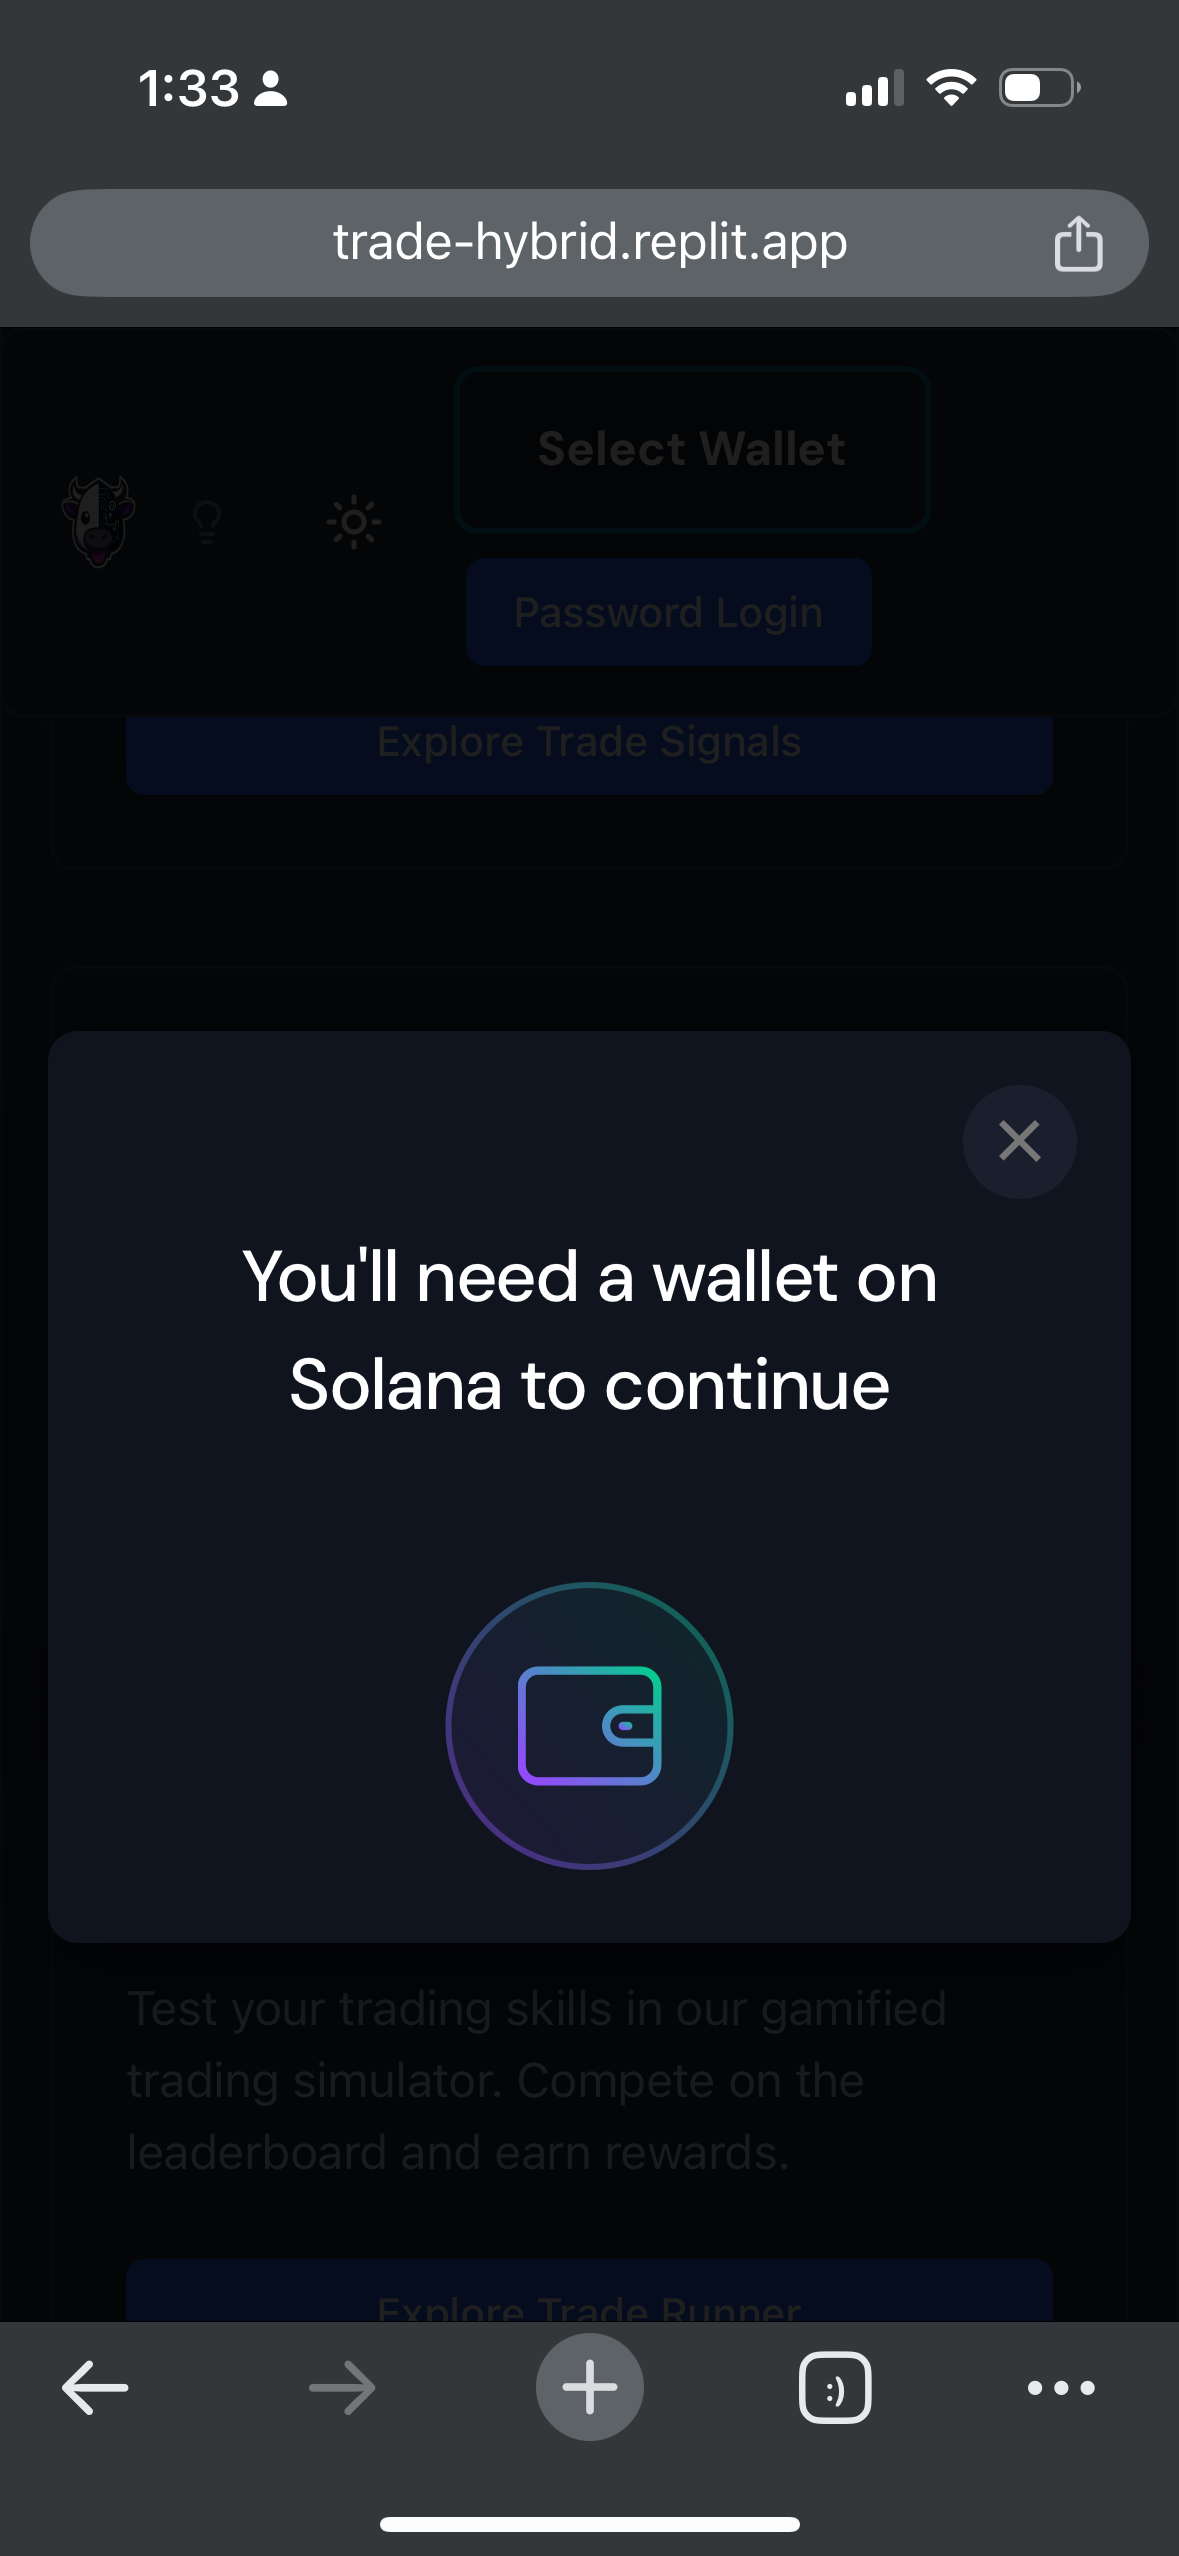 1:33
trade-hybrid.replit.app
Select Wallet
Password Login
Explore Trade Signals
You'll need a wallet on
Solana to continue
Test your trading skills in our gamified
trading simulator. Compete on the
leaderboard and earn rewards.
Explore Trade Runner
:)